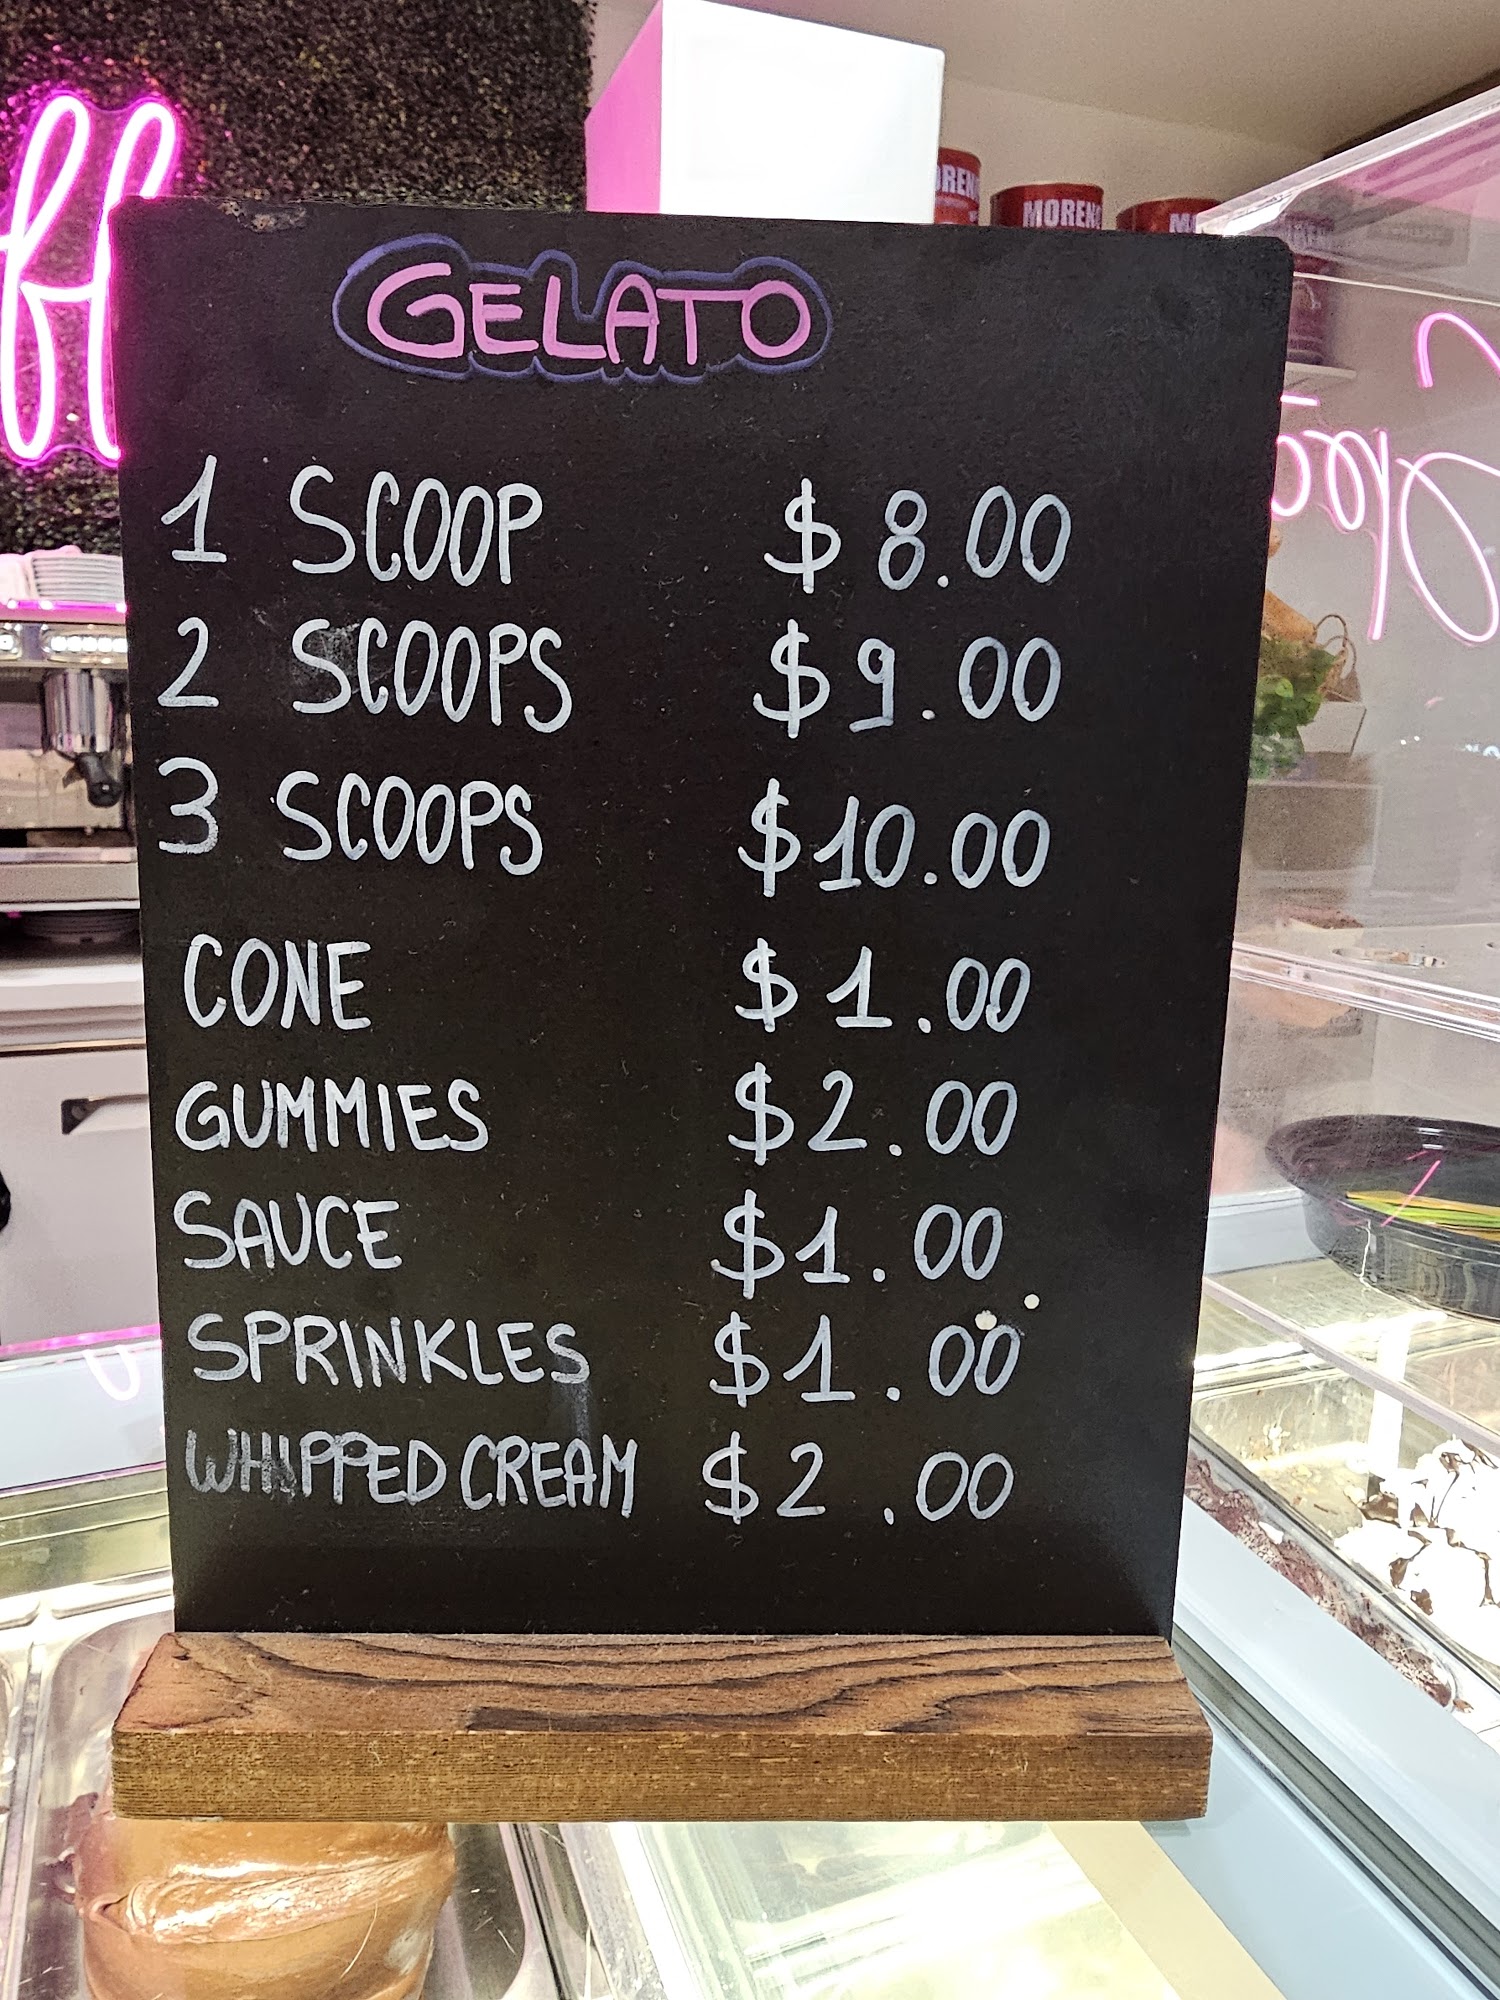 GELATO
1 SCOOP $8.00
2 SCOOPS $9.00
3 SCOOPS $10.00
CONE $1.00
GUMMIES $2.00
SAUCE $1.00
SPRINKLES $1.00
WHIPPED CREAM $2.00